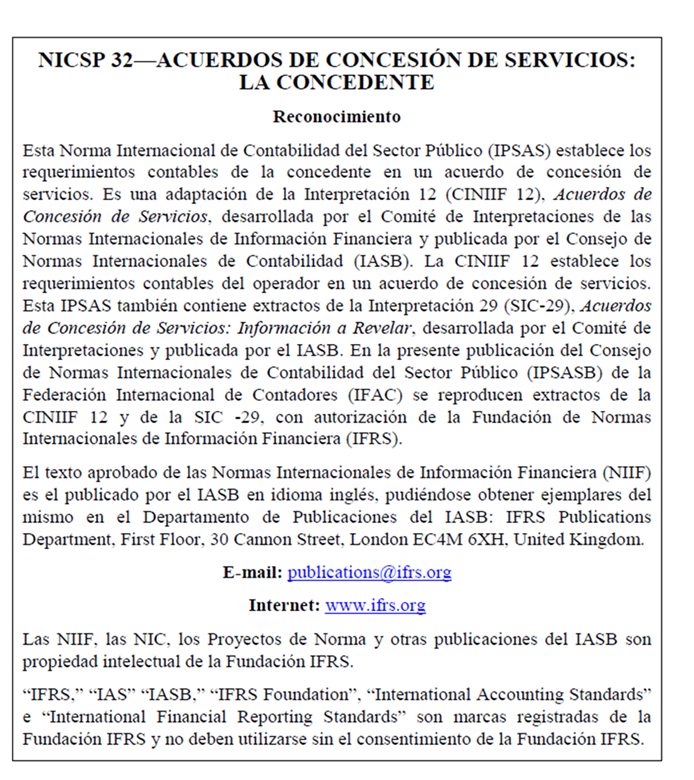 NICSP 32—ACUERDOS DE CONCESIÓN DE SERVICIOS:
LA CONCEDENTE
Reconocimiento
Esta Norma Internacional de Contabilidad del Sector Público (IPSAS) establece los
requerimientos contables de la concedente en un acuerdo de concesión de
servicios. Es una adaptación de la Interpretación 12 (CINIIF 12), Acuerdos de
Concesión de Servicios, desarrollada por el Comité de Interpretaciones de las
Normas Internacionales de Información Financiera y publicada por el Consejo de
Normas Internacionales de Contabilidad (IASB). La CINIIF 12 establece los
requerimientos contables del operador en un acuerdo de concesión de servicios.
Esta IPSAS también contiene extractos de la Interpretación 29 (SIC-29), Acuerdos
de Concesión de Servicios: Información a Revelar, desarrollada por el Comité de
Interpretaciones y publicada por el IASB. En la presente publicación del Consejo
de Normas Internacionales de Contabilidad del Sector Público (IPSASB) de la
Federación Internacional de Contadores (IFAC) se reproducen extractos de la
CINIIF 12 y de la SIC -29, con autorización de la Fundación de Normas
Internacionales de Información Financiera (IFRS).
El texto aprobado de las Normas Internacionales de Información Financiera (NIIF)
es el publicado por el IASB en idioma inglés, pudiéndose obtener ejemplares del
mismo en el Departamento de Publicaciones del IASB: IFRS Publications
Department, First Floor, 30 Cannon Street, London EC4M 6XH, United Kingdom.
E-mail: publications@ifrs.org
Internet: www.ifrs.org
Las NIIF, las NIC, los Proyectos de Norma y otras publicaciones del IASB son
propiedad intelectual de la Fundación IFRS.
“IFRS,” “IAS” “IASB,” “IFRS Foundation”, “International Accounting Standards”
e “International Financial Reporting Standards” son marcas registradas de la
Fundación IFRS y no deben utilizarse sin el consentimiento de la Fundación IFRS.